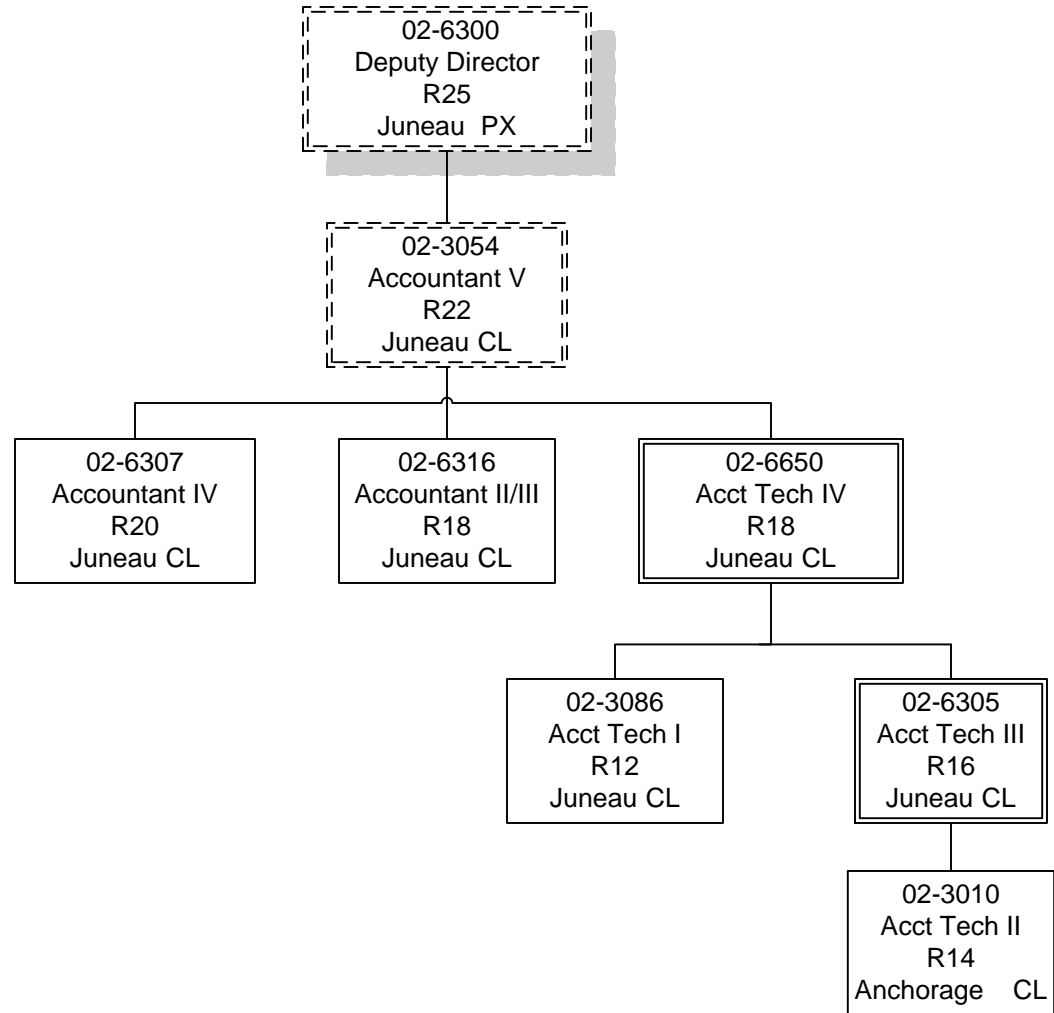 02-6300
Deputy Director
R25
Juneau PX
02-3054
Accountant V
R22
Juneau CL
02-6307
Accountant IV
R20
Juneau CL
02-6316
Accountant II/III
R18
Juneau CL
02-6650
Acct Tech IV
R18
Juneau CL
02-3086
Acct Tech I
R12
Juneau CL
02-6305
Acct Tech III
R16
Juneau CL
02-3010
Acct Tech II
R14
Anchorage CL